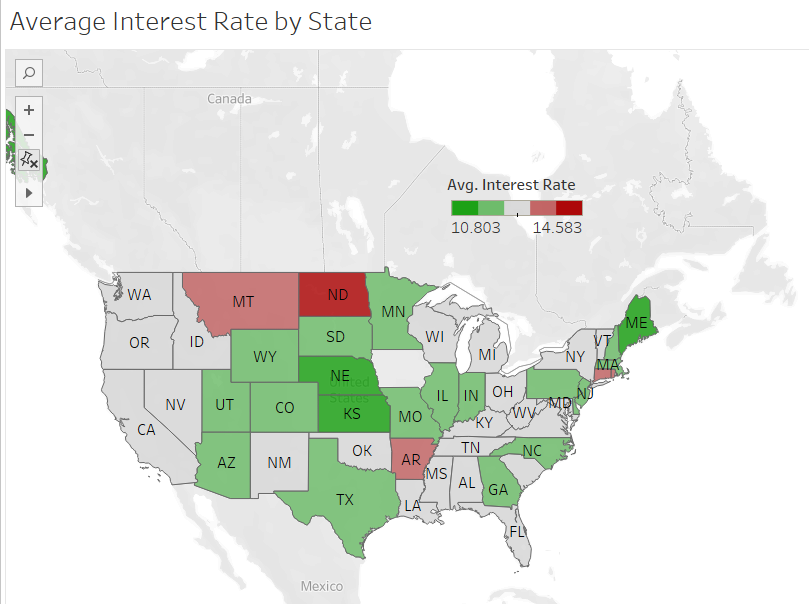 Average Interest Rate by State
Canada
Avg. Interest Rate
10.803 14.583
WA MT ND MN ME
OR ID SD WI VT
WY MI NY MA
NE
United
States
NV UT CO KS MO IL IN OH MD NJ
CA KY WV
AZ NM OK AR TN NC
TX LA MS AL GA
FL
Mexico